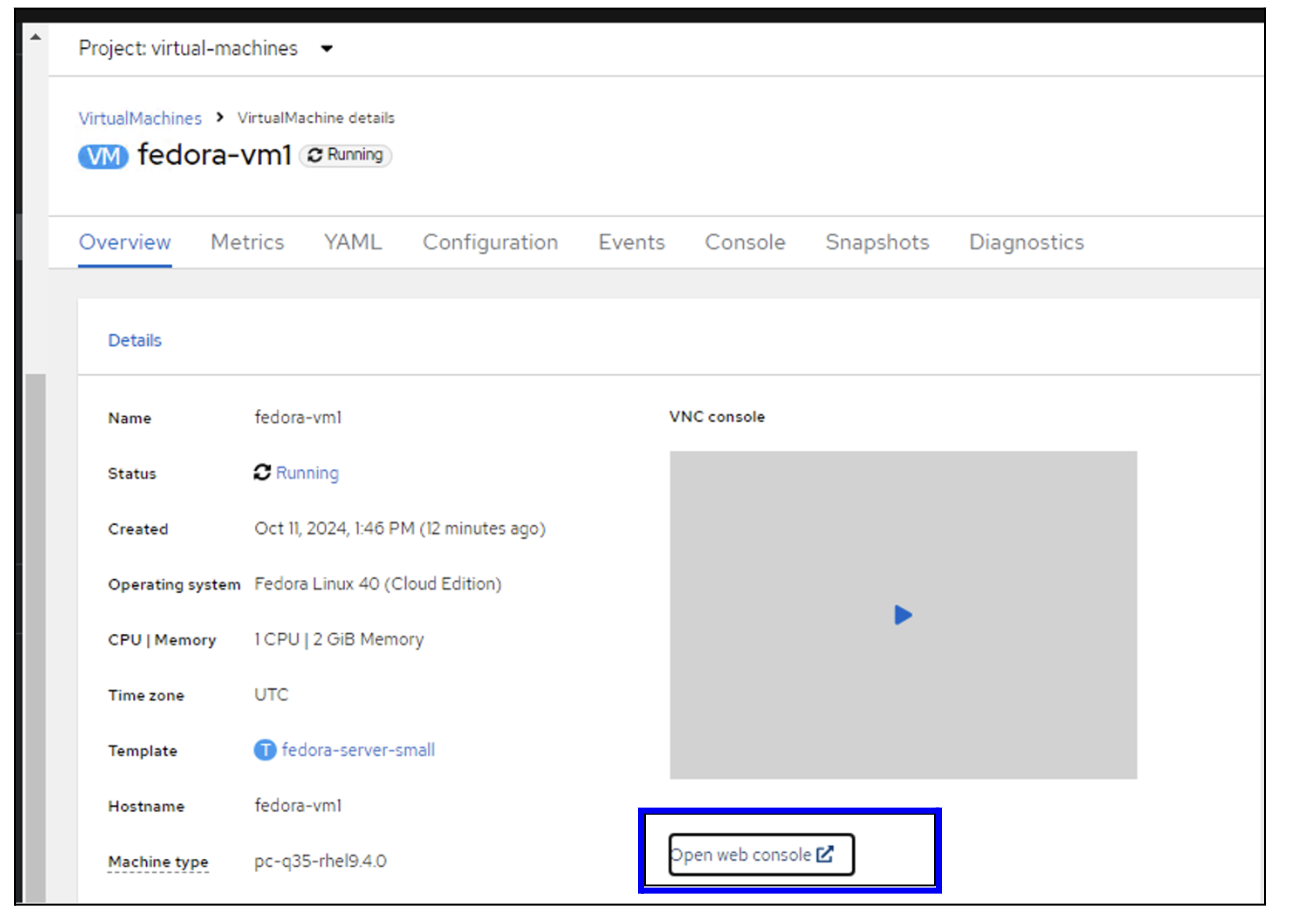 Project: virtual-machines
VirtualMachines > VirtualMachine details
VM fedora-vm1 Running
Overview Metrics YAML Configuration Events Console Snapshots Diagnostics
Details
Name fedora-vm1
VNC console
Status Running
Created Oct 11, 2024, 1:46 PM (12 minutes ago)
Operating system Fedora Linux 40 (Cloud Edition)
CPU | Memory 1 CPU | 2 GiB Memory
Time zone UTC
Template T fedora-server-small
Hostname fedora-vm1
Machine type pc-q35-rhel9.4.0
Open web console